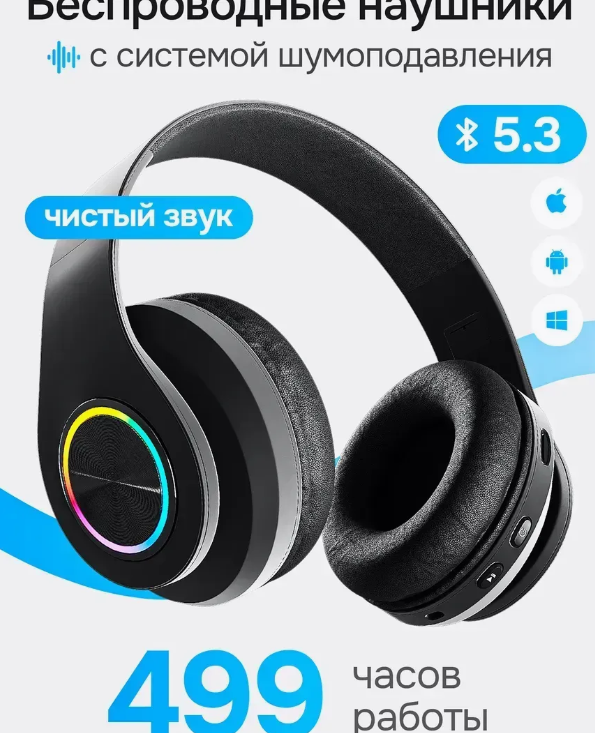 Беспроводные наушники
с системой шумоподавления
5.3
чистый звук
499
часов
работы